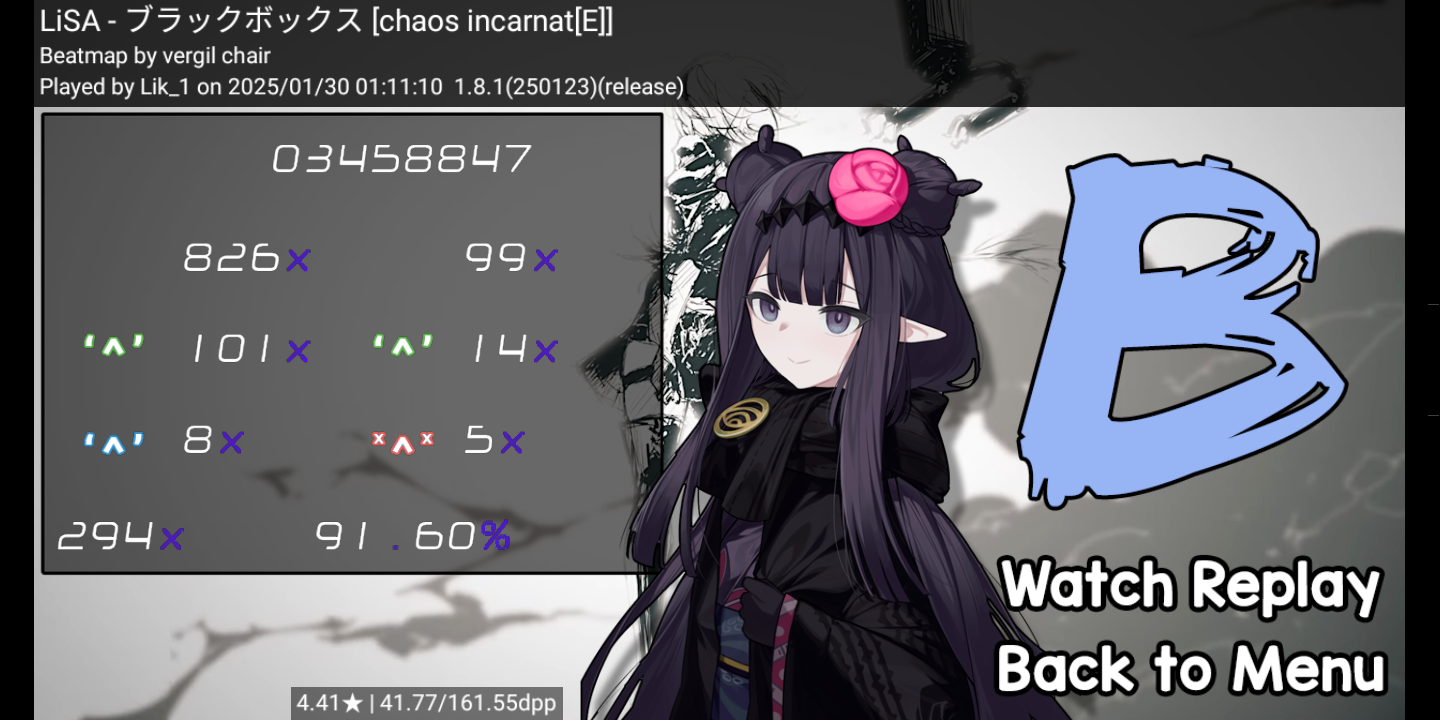 LiSA - ブラックボックス [chaos incarnat[E]]
Beatmap by vergil chair
Played by Lik_1 on 2025/01/30 01:11:10 1.8.1(250123)(release)
03458847
826x 99x
'^' 101x '^' 14x
'^' 8x x^x 5x
294x 91.60%
B
Watch Replay
Back to Menu
4.41★ | 41.77/161.55dpp